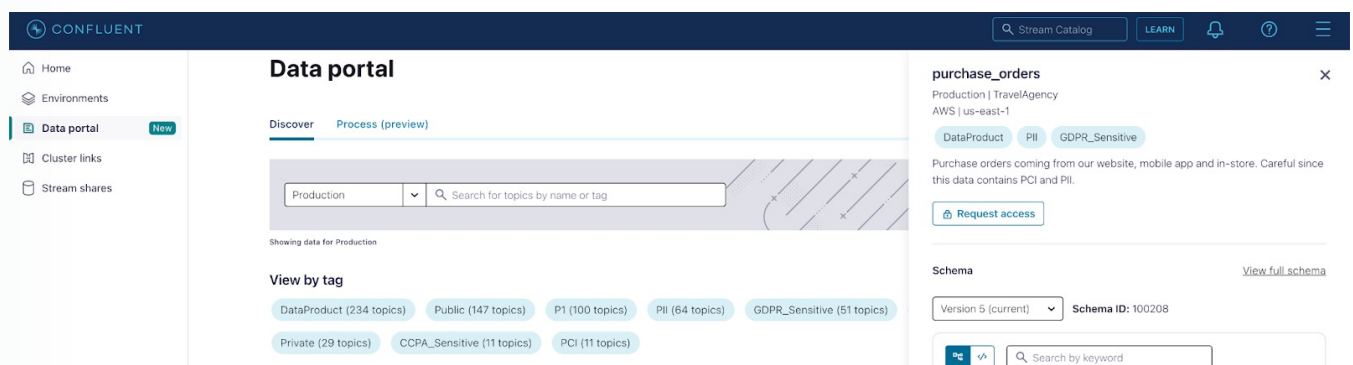 CONFLUENT
Stream Catalog
LEARN
Home
Environments
Data portal New
Cluster links
Stream shares
Data portal
Discover Process (preview)
Production Search for topics by name or tag
Showing data for Production
View by tag
DataProduct (234 topics) Public (147 topics) P1 (100 topics) PII (64 topics) GDPR_Sensitive (51 topics)
Private (29 topics) CCPA_Sensitive (11 topics) PCI (11 topics)
purchase_orders
Production | TravelAgency
AWS | us-east-1
DataProduct PII GDPR_Sensitive
Purchase orders coming from our website, mobile app and in-store. Careful since
this data contains PCI and PII.
Request access
Schema View full schema
Version 5 (current) Schema ID: 100208
Search by keyword